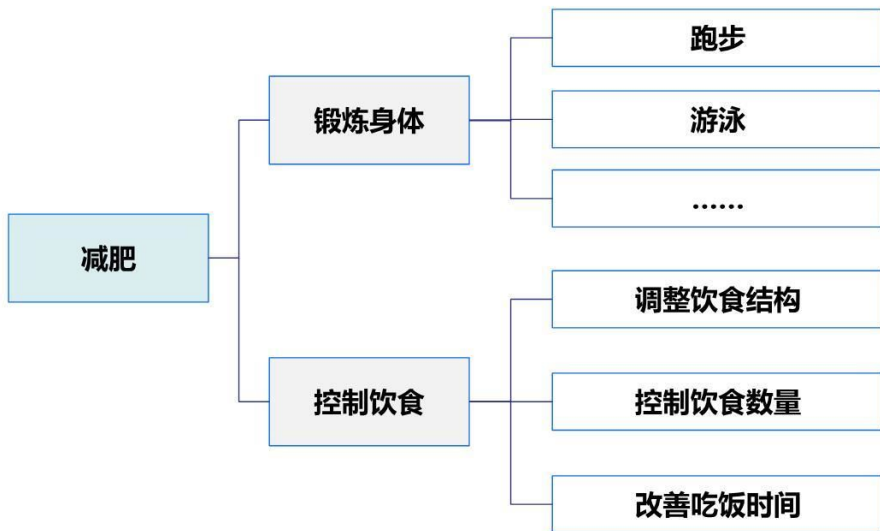 减肥
锻炼身体
跑步
游泳
……
控制饮食
调整饮食结构
控制饮食数量
改善吃饭时间